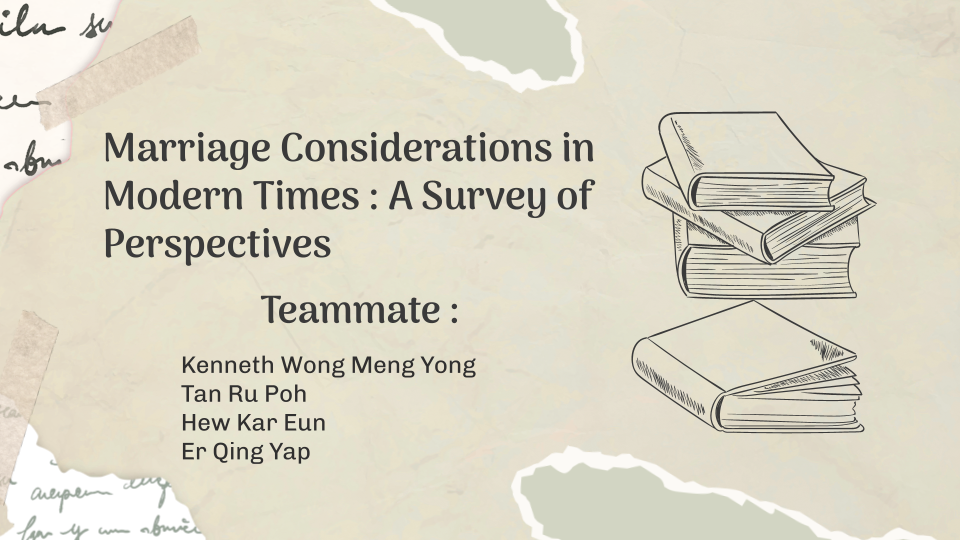 Marriage Considerations in
Modern Times : A Survey of
Perspectives
Teammate :
Kenneth Wong Meng Yong
Tan Ru Poh
Hew Kar Eun
Er Qing Yap